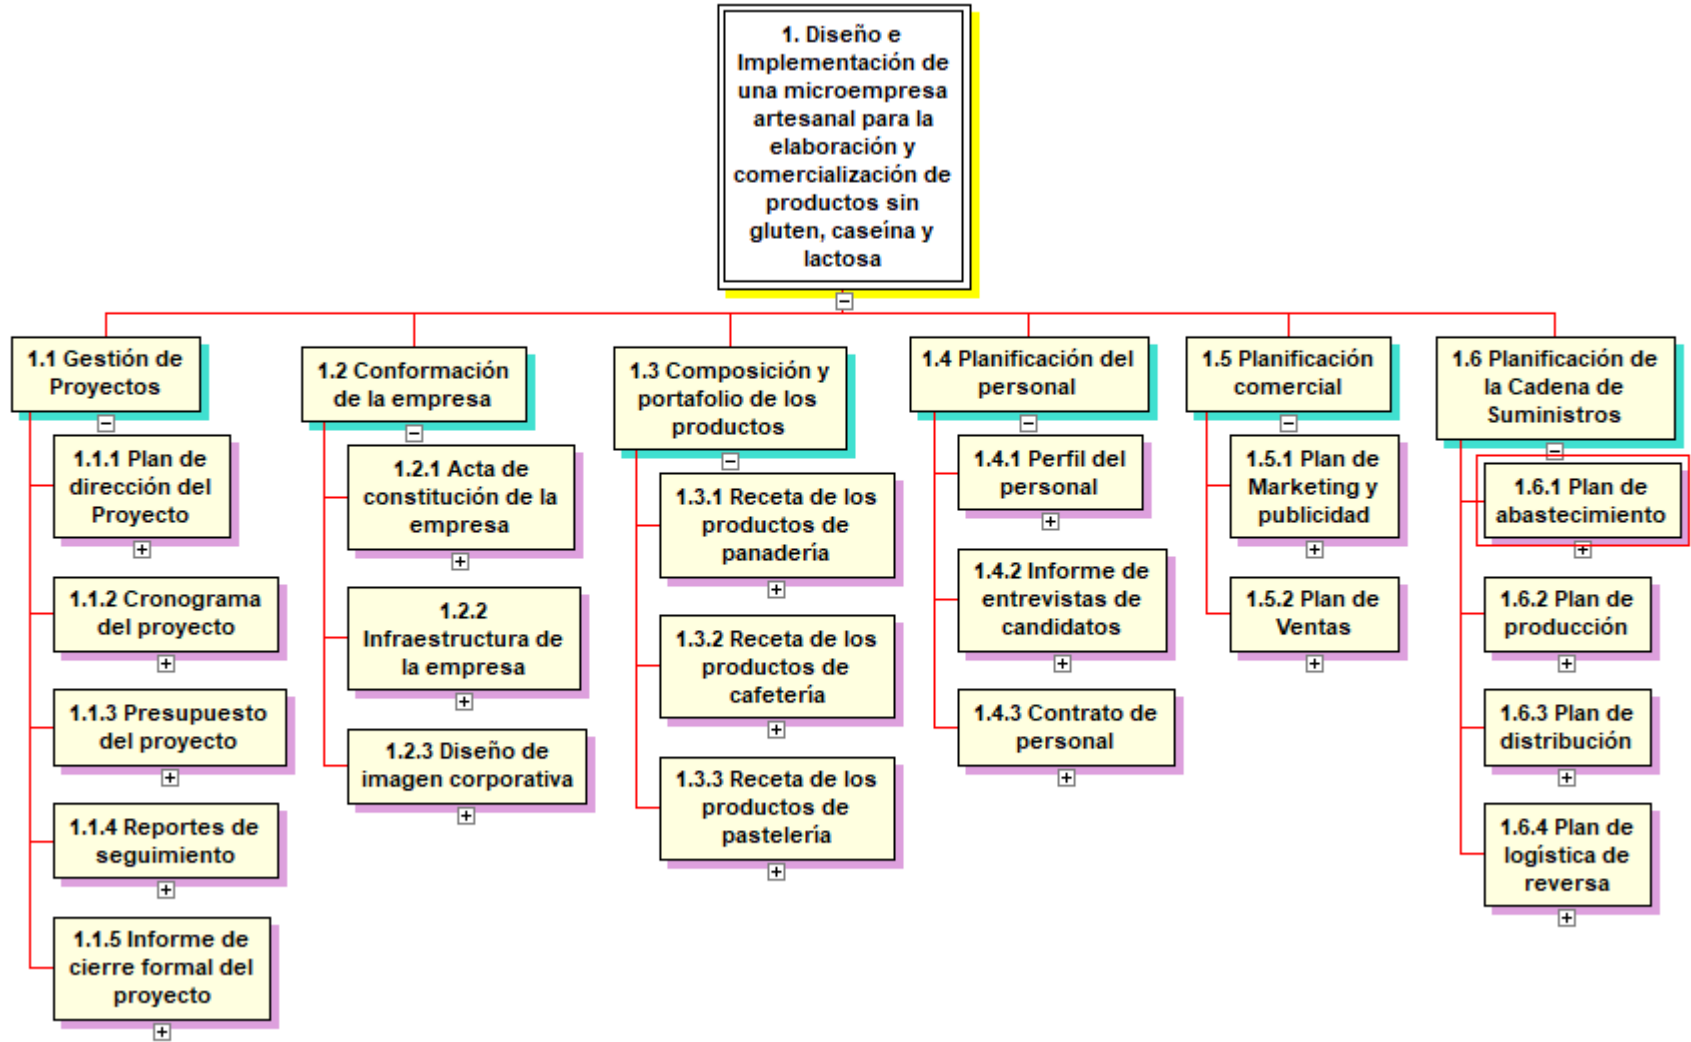 1. Diseño e
Implementación de
una microempresa
artesanal para la
elaboración y
comercialización de
productos sin
gluten, caseína y
lactosa
1.1 Gestión de
Proyectos
1.1.1 Plan de
dirección del
Proyecto
1.1.2 Cronograma
del proyecto
1.1.3 Presupuesto
del proyecto
1.1.4 Reportes de
seguimiento
1.1.5 Informe de
cierre formal del
proyecto
1.2 Conformación
de la empresa
1.2.1 Acta de
constitución de la
empresa
1.2.2
Infraestructura de
la empresa
1.2.3 Diseño de
imagen corporativa
1.3 Composición y
portafolio de los
productos
1.3.1 Receta de los
productos de
panadería
1.3.2 Receta de los
productos de
cafetería
1.3.3 Receta de los
productos de
pastelería
1.4 Planificación del
personal
1.4.1 Perfil del
personal
1.4.2 Informe de
entrevistas de
candidatos
1.4.3 Contrato de
personal
1.5 Planificación
comercial
1.5.1 Plan de
Marketing y
publicidad
1.5.2 Plan de
Ventas
1.6 Planificación de
la Cadena de
Suministros
1.6.1 Plan de
abastecimiento
1.6.2 Plan de
producción
1.6.3 Plan de
distribución
1.6.4 Plan de
logística de
reversa